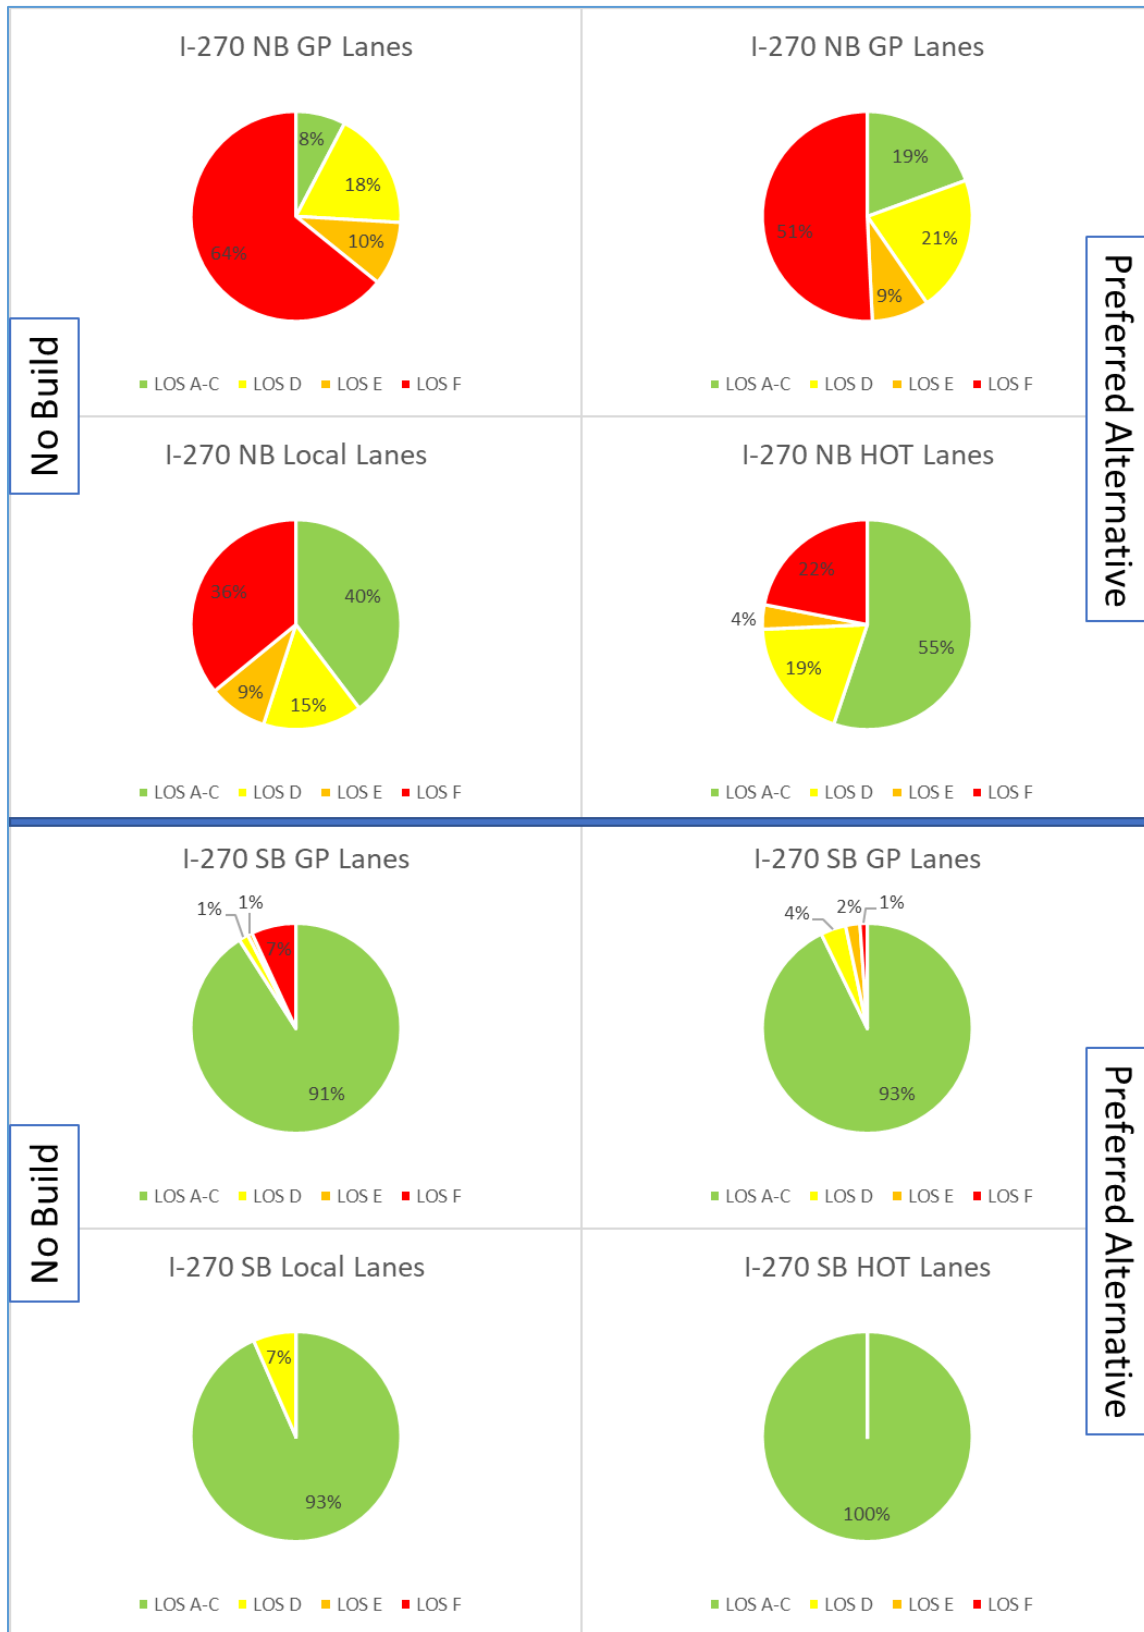 I-270 NB GP Lanes
8%
18%
10%
64%
LOS A-C LOS D LOS E LOS F
I-270 NB GP Lanes
19%
21%
9%
51%
LOS A-C LOS D LOS E LOS F
No Build
Preferred Alternative
I-270 NB Local Lanes
40%
15%
9%
36%
LOS A-C LOS D LOS E LOS F
I-270 NB HOT Lanes
55%
19%
4%
22%
LOS A-C LOS D LOS E LOS F
I-270 SB GP Lanes
1%
1%
7%
91%
LOS A-C LOS D LOS E LOS F
I-270 SB GP Lanes
4%
2%
1%
93%
LOS A-C LOS D LOS E LOS F
No Build
Preferred Alternative
I-270 SB Local Lanes
7%
93%
LOS A-C LOS D LOS E LOS F
I-270 SB HOT Lanes
100%
LOS A-C LOS D LOS E LOS F